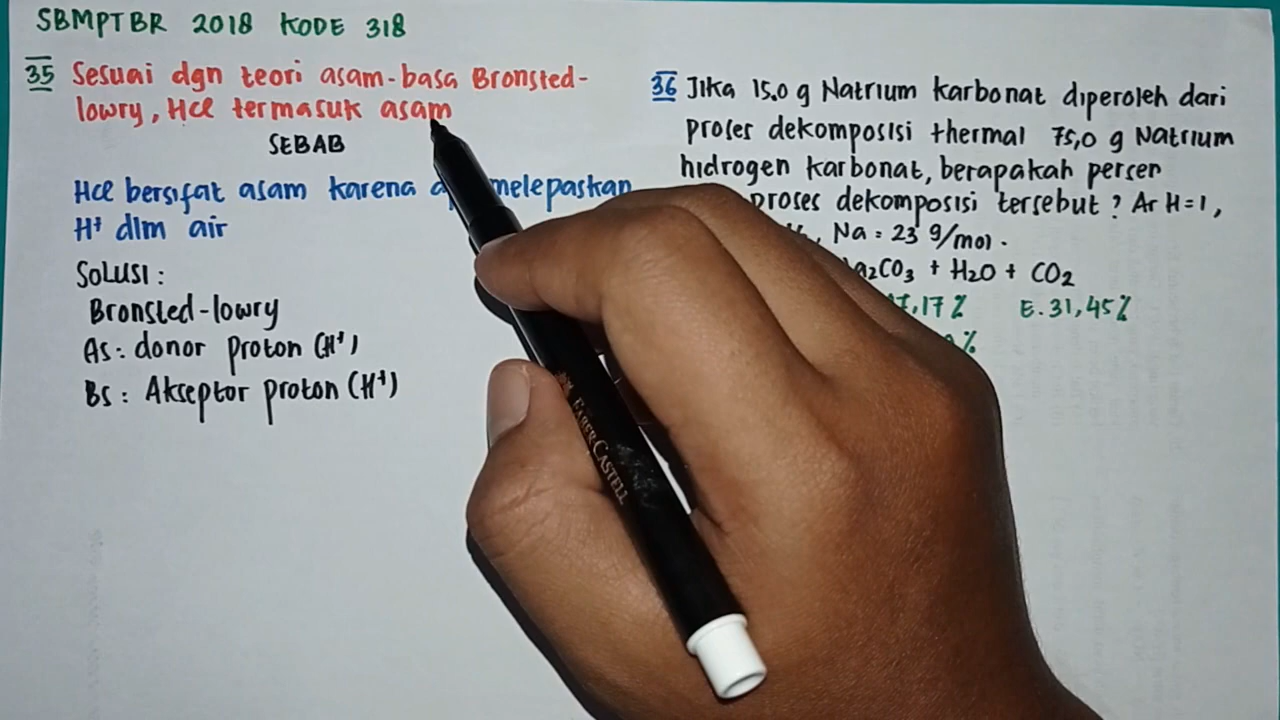 SBMPTBR 2018 KODE 318
35 Sesuai dgn teori asam-basa Bronsted-
lowry, HCl termasuk asam
SEBAB
HCl bersifat asam karena melepaskan
H⁺ dlm air
SOLUSI:
Bronsted-lowry
As: donor proton (H⁺)
Bs: Akseptor proton (H⁺)
36 Jika 15.0 g Natrium karbonat diperoleh dari
proses dekomposisi thermal 75,0 g Natrium
hidrogen karbonat, berapakah persen
proses dekomposisi tersebut? Ar H=1,
Na = 23 g/mol.
CO₃ + H₂O + CO₂
,17% E. 31,45%
%
FABER CASTELL